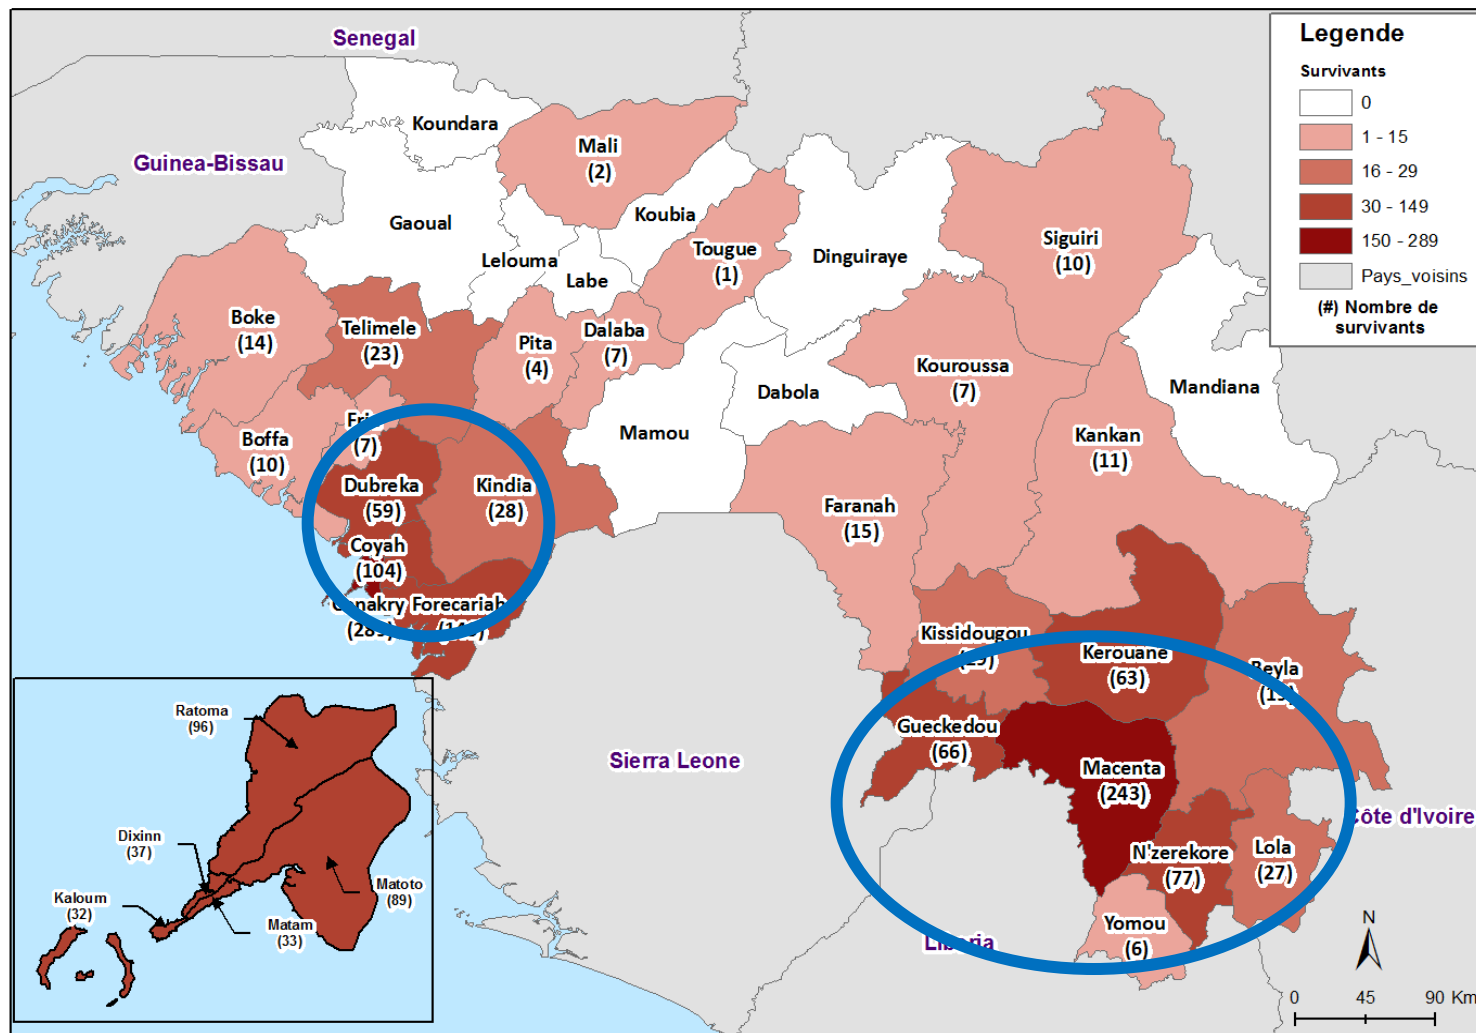 Senegal
Guinea-Bissau
Koundara
Mali
(2)
Gaoual
Koubia
Lelouma
Labe
Tougue
(1)
Dinguiraye
Siguiri
(10)
Boke
(14)
Telimele
(23)
Pita
(4)
Dalaba
(7)
Kouroussa
(7)
Dabola
Mandiana
Mamou
Kankan
(11)
Boffa
(10)
(7)
Dubreka
(59)
Kindia
(28)
Faranah
(15)
Coyah
(104)
Conakry
Forecariah
Kissidougou
Kerouane
(63)
Beyla
Gueckedou
(66)
Macenta
(243)
N'zerekore
(77)
Lola
(27)
Yomou
(6)
Sierra Leone
Liberia
Côte d'Ivoire
Legende
Survivants
0
1 - 15
16 - 29
30 - 149
150 - 289
Pays_voisins
(#) Nombre de
survivants
Ratoma
(96)
Dixinn
(37)
Kaloum
(32)
Matam
(33)
Matoto
(89)
N
0 45 90 Km